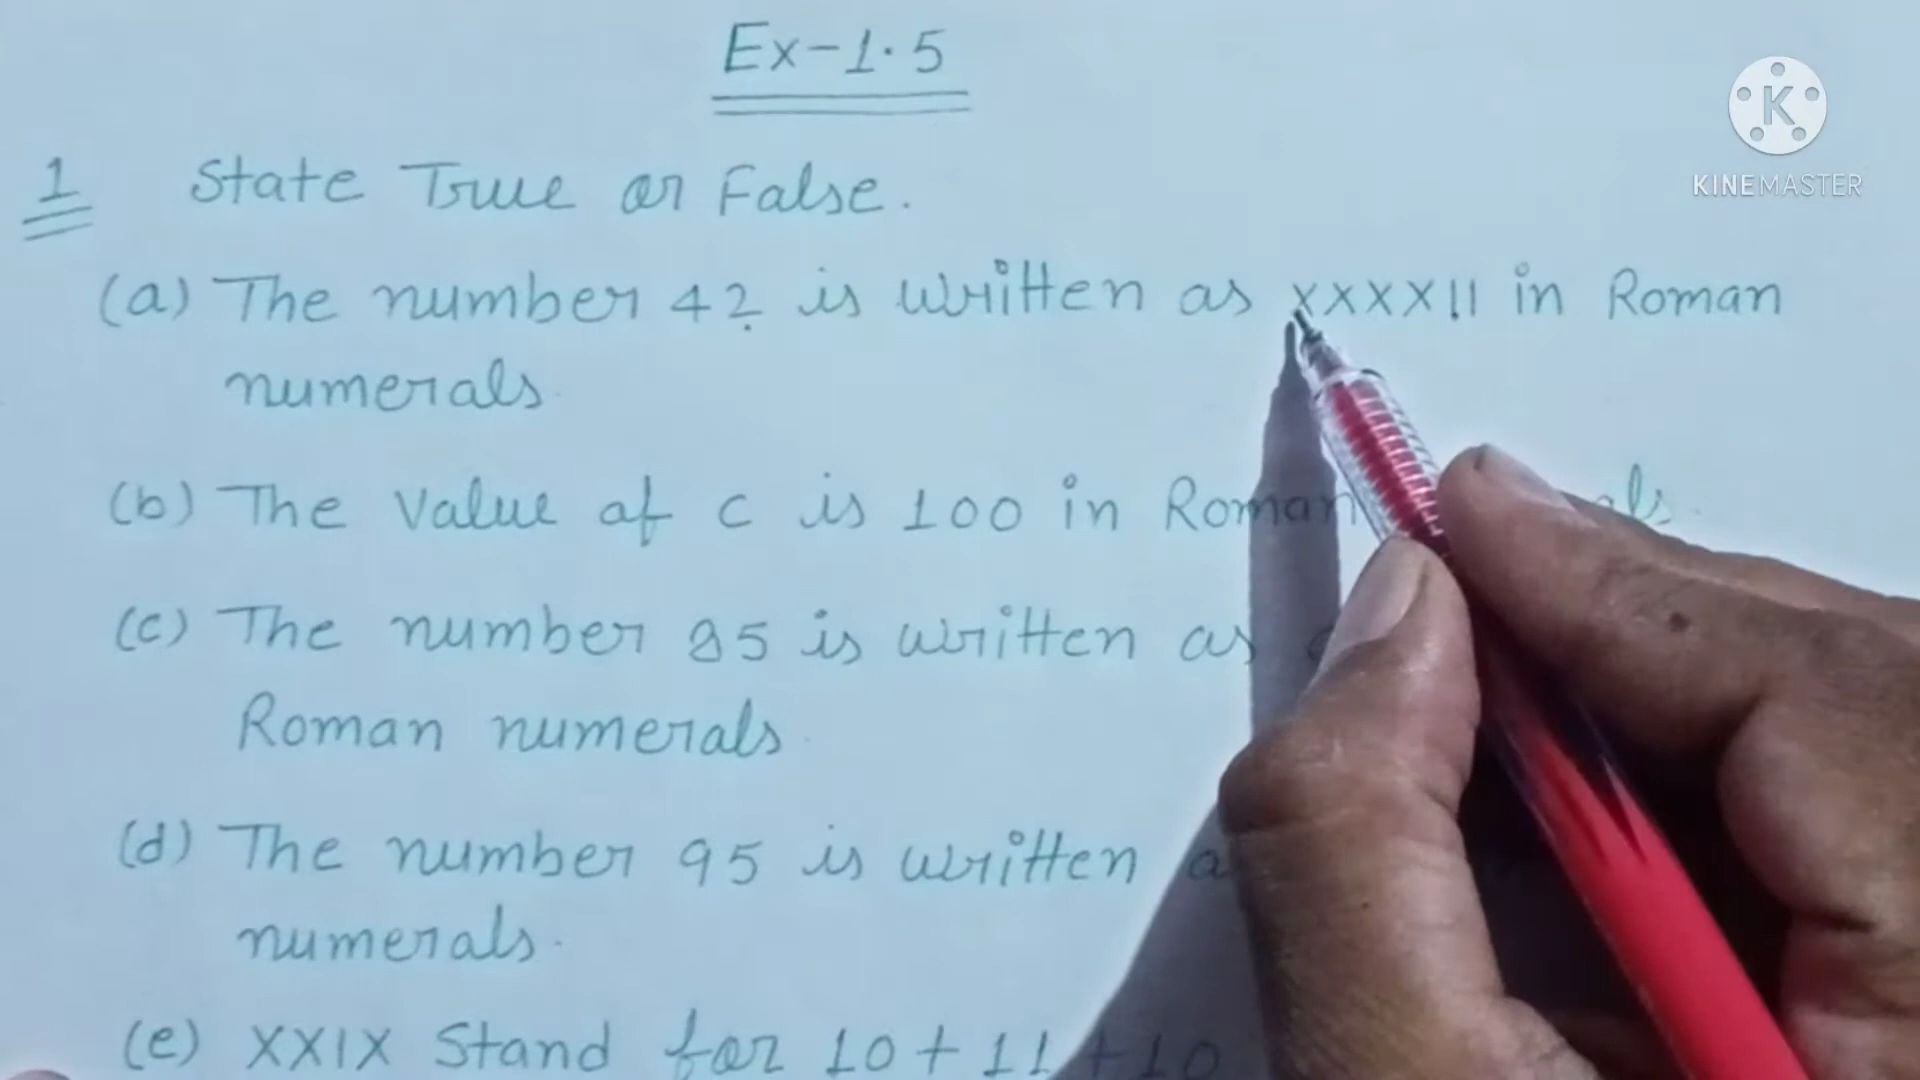 Ex-1.5
KINEMASTER
1 State True or False.
(a) The number 42 is written as XXXXII in Roman
numerals.
(b) The Value of C is 100 in Roman
(c) The number 85 is written as
Roman numerals.
(d) The number 95 is written
numerals.
(e) XXIX Stand for 10+11+10